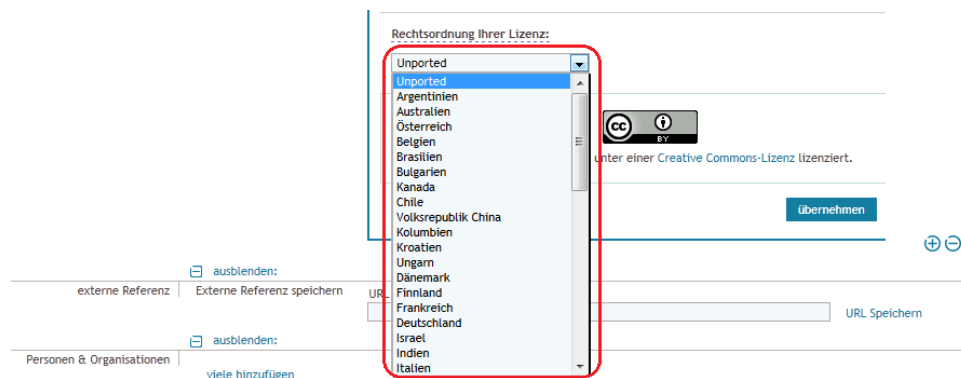 Rechtsordnung Ihrer Lizenz:
Unported
Unported
Argentinien
Australien
Österreich
Belgien
Brasilien
Bulgarien
Kanada
Chile
Volksrepublik China
Kolumbien
Kroatien
Ungarn
Dänemark
Finnland
Frankreich
Deutschland
Israel
Indien
Italien
cc
BY
unter einer Creative Commons-Lizenz lizenziert.
übernehmen
ausblenden:
externe Referenz
Externe Referenz speichern
URL
URL Speichern
ausblenden:
Personen & Organisationen
viele hinzufügen